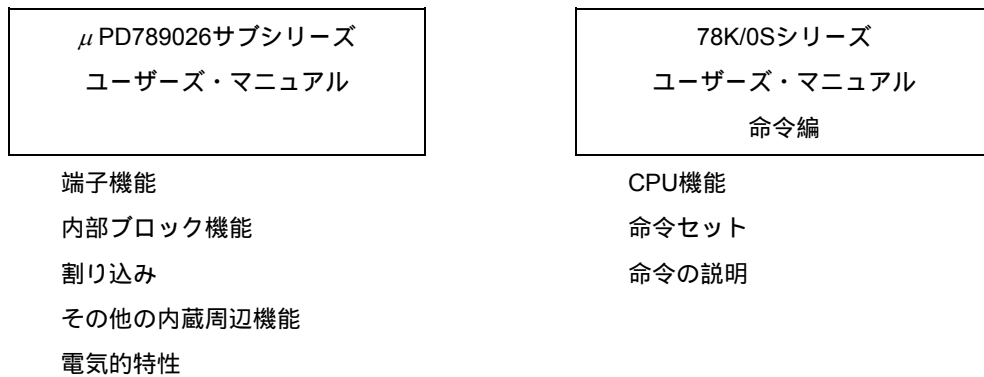 μPD789026サブシリーズ
ユーザーズ・マニュアル
端子機能
内部ブロック機能
割り込み
その他の内蔵周辺機能
電気的特性
78K/0Sシリーズ
ユーザーズ・マニュアル
命令編
CPU機能
命令セット
命令の説明